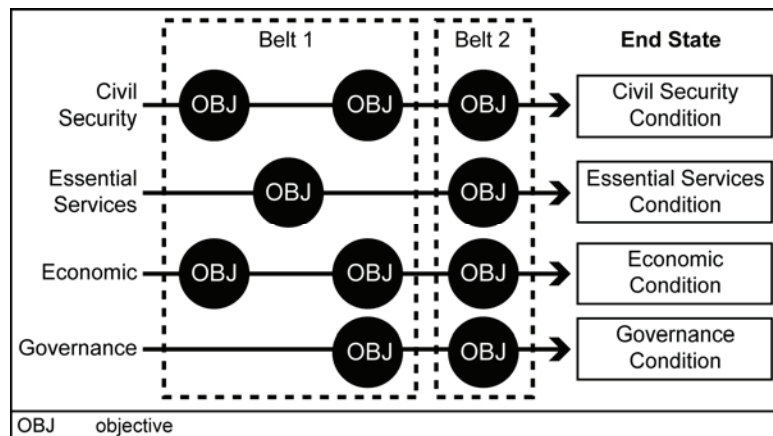 Belt 1
Belt 2
End State
Civil
Security
OBJ
OBJ
OBJ
Civil Security
Condition
Essential
Services
OBJ
OBJ
Essential Services
Condition
Economic
OBJ
OBJ
OBJ
Economic
Condition
Governance
OBJ
OBJ
Governance
Condition
OBJ objective